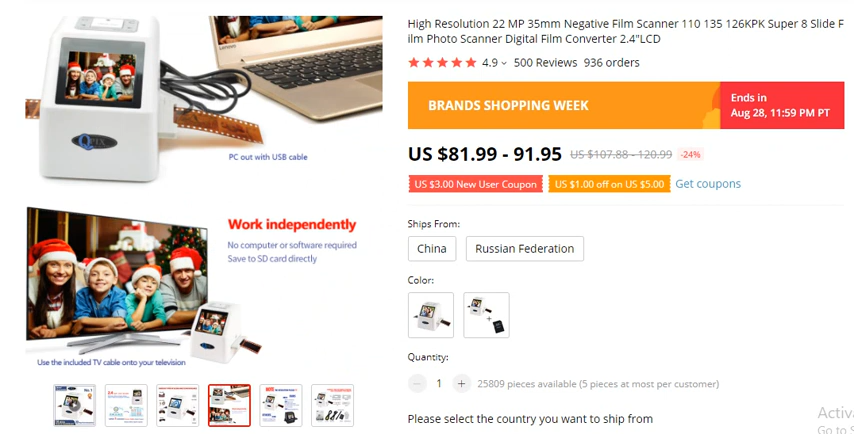 High Resolution 22 MP 35mm Negative Film Scanner 110 135 126KPK Super 8 Slide F
ilm Photo Scanner Digital Film Converter 2.4"LCD
4.9 500 Reviews 936 orders
BRANDS SHOPPING WEEK
Ends in
Aug 28, 11:59 PM PT
US $81.99 - 91.95 US $107.88 - 120.99 -24%
US $3.00 New User Coupon US $1.00 off on US $5.00 Get coupons
Ships From:
China Russian Federation
Color:
Quantity:
1 25809 pieces available (5 pieces at most per customer)
Please select the country you want to ship from
lenovo
PC out with USB cable
Work independently
No computer or software required
Save to SD card directly
Use the included TV cable onto your television